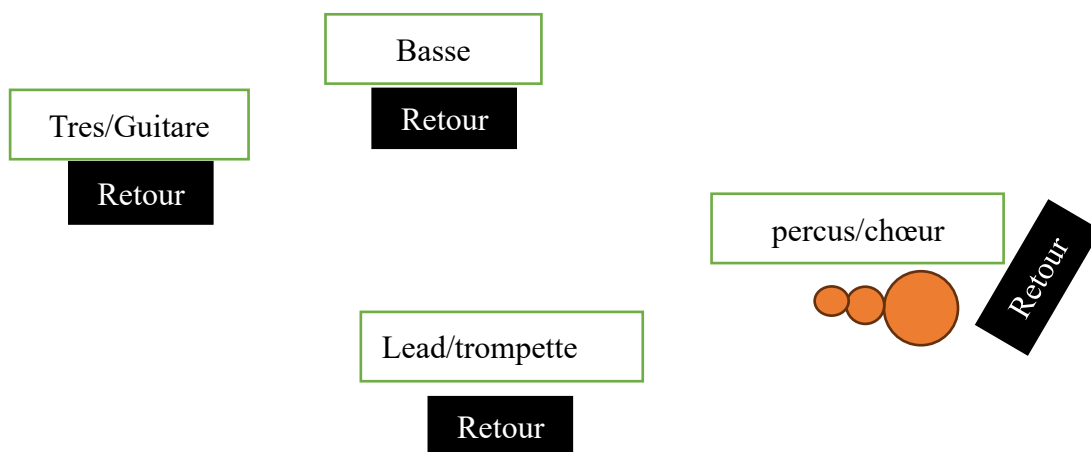 Basse
Retour
Tres/Guitare
Retour
percus/chœur
Retour
Lead/trompette
Retour